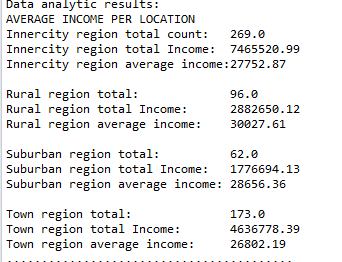 Data analytic results:
AVERAGE INCOME PER LOCATION
Innercity region total count: 269.0
Innercity region total Income: 7465520.99
Innercity region average income:27752.87
Rural region total: 96.0
Rural region total Income: 2882650.12
Rural region average income: 30027.61
Suburban region total: 62.0
Suburban region total Income: 1776694.13
Suburban region average income: 28656.36
Town region total: 173.0
Town region total Income: 4636778.39
Town region average income: 26802.19